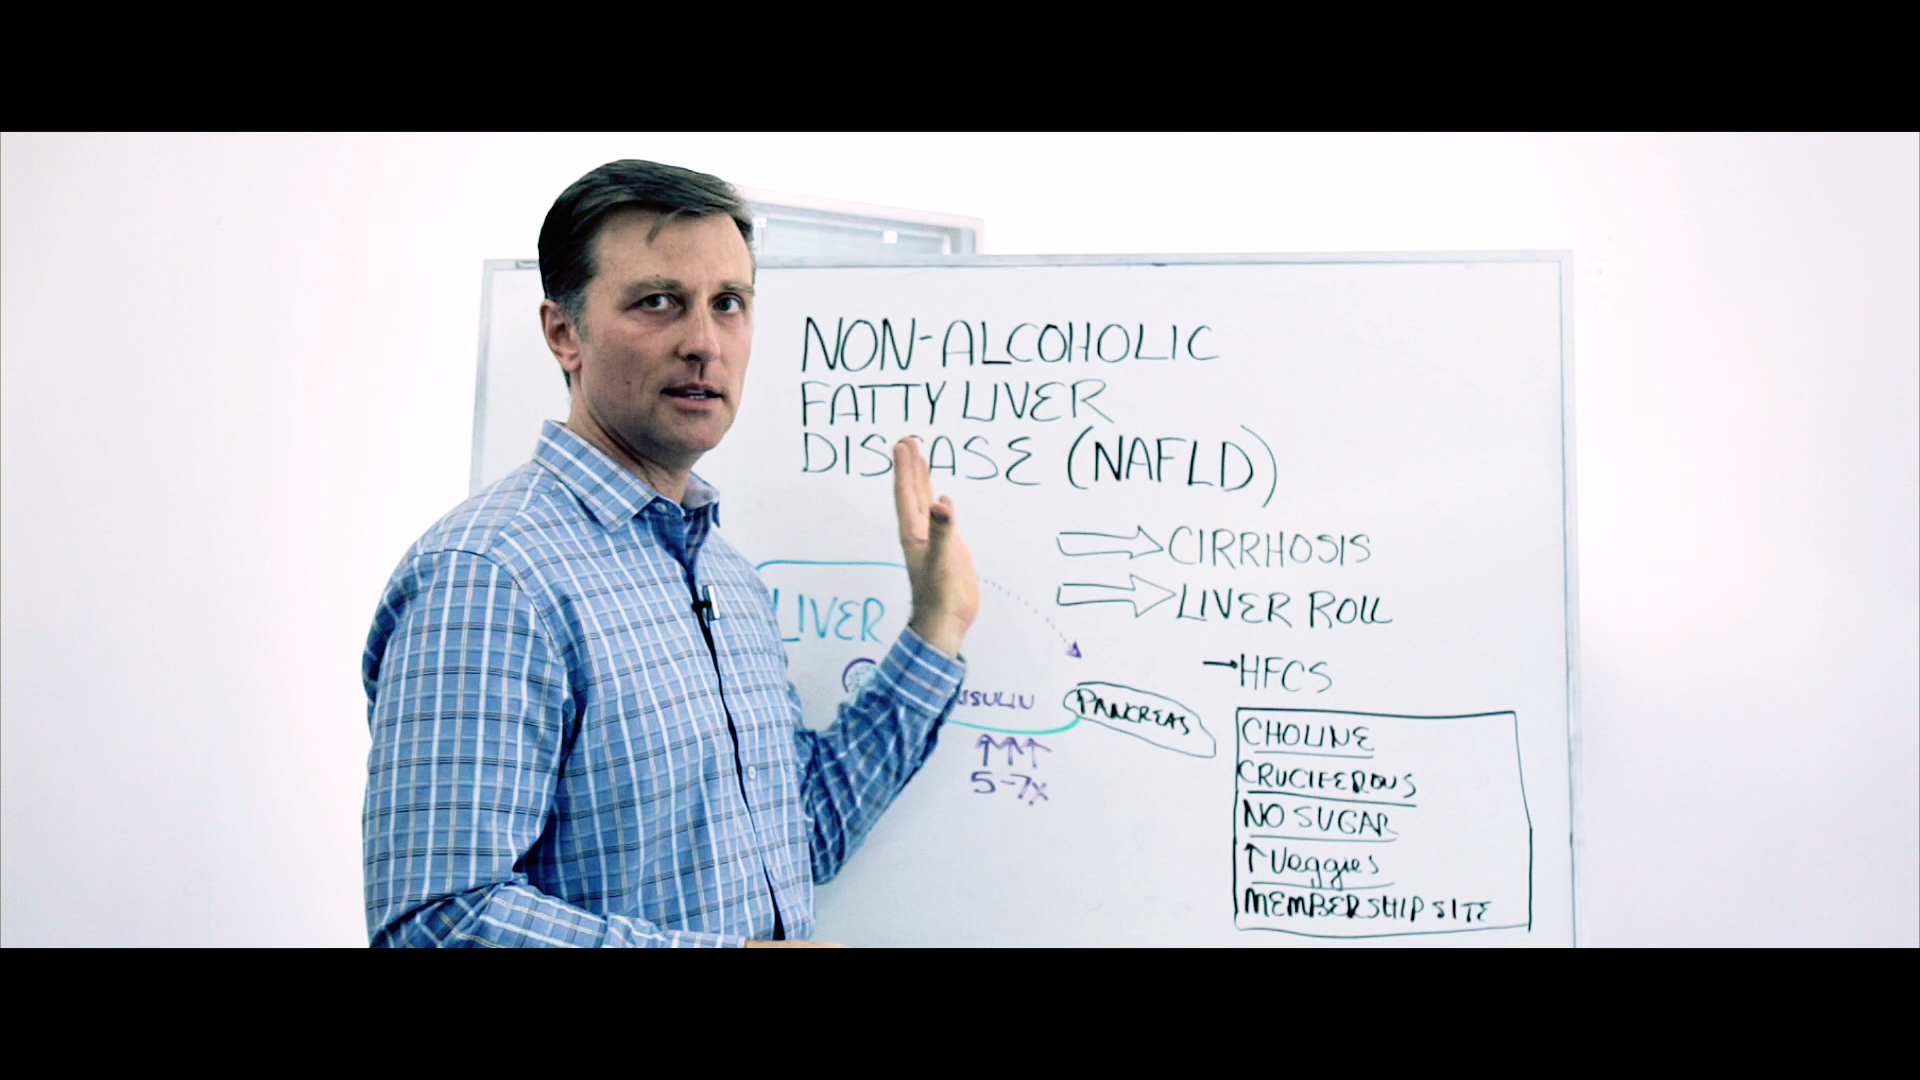 NON-ALCOHOLIC
FATTY LIVER
DISEASE (NAFLD)
CIRRHOSIS
LIVER ROLL
HFCS
LIVER
PANCREAS
5-7x
CHOLINE
CRUCIFEROUS
NO SUGAR
↑Veggies
MEMBERSHIP SITE